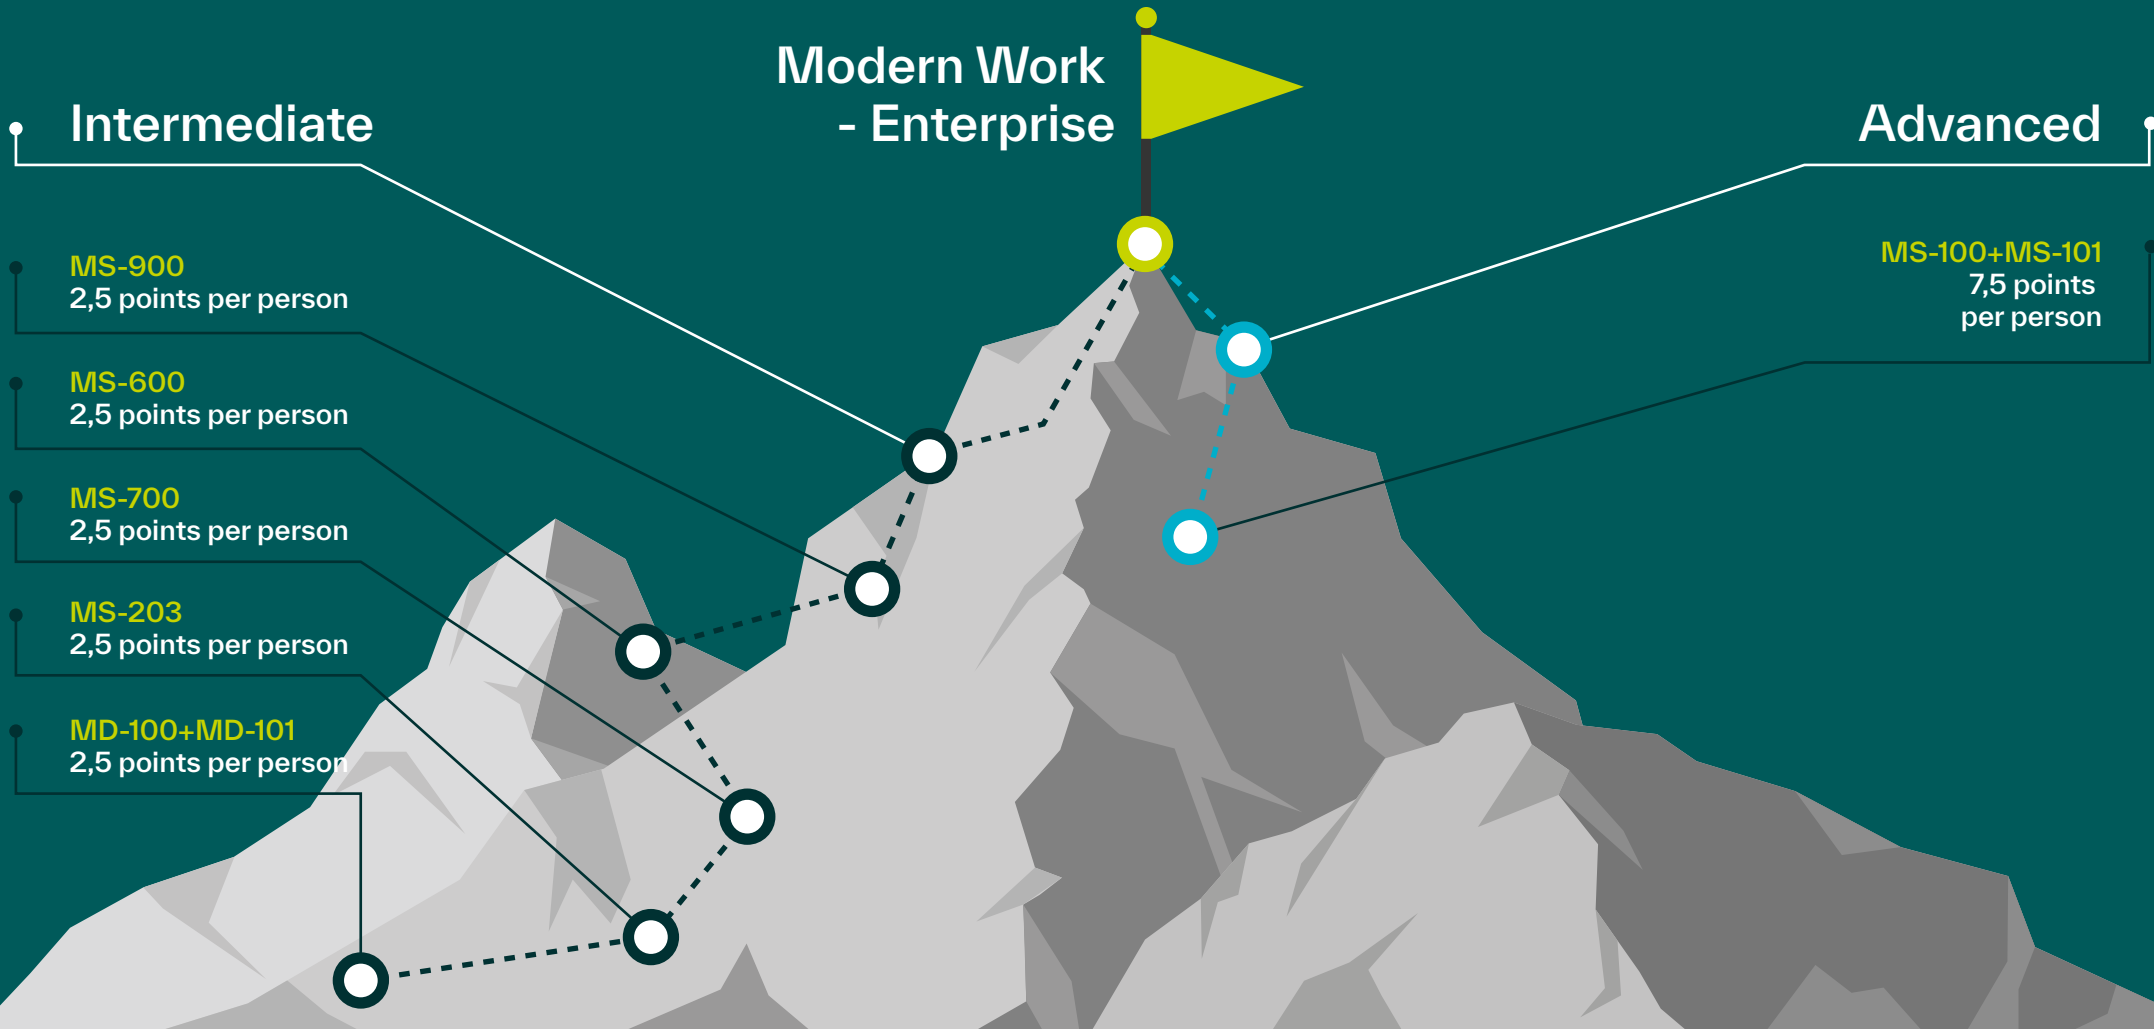 Modern Work
- Enterprise
Intermediate
MS-900
2,5 points per person
MS-600
2,5 points per person
MS-700
2,5 points per person
MS-203
2,5 points per person
MD-100+MD-101
2,5 points per person
Advanced
MS-100+MS-101
7,5 points
per person